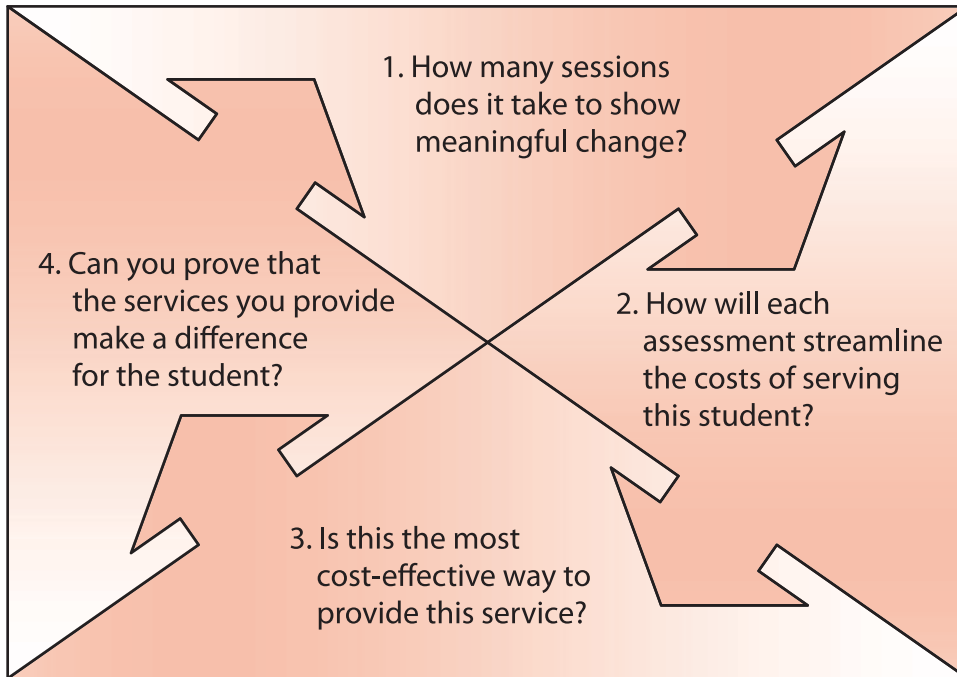 1. How many sessions
does it take to show
meaningful change?
2. How will each
assessment streamline
the costs of serving
this student?
3. Is this the most
cost-effective way to
provide this service?
4. Can you prove that
the services you provide
make a difference
for the student?